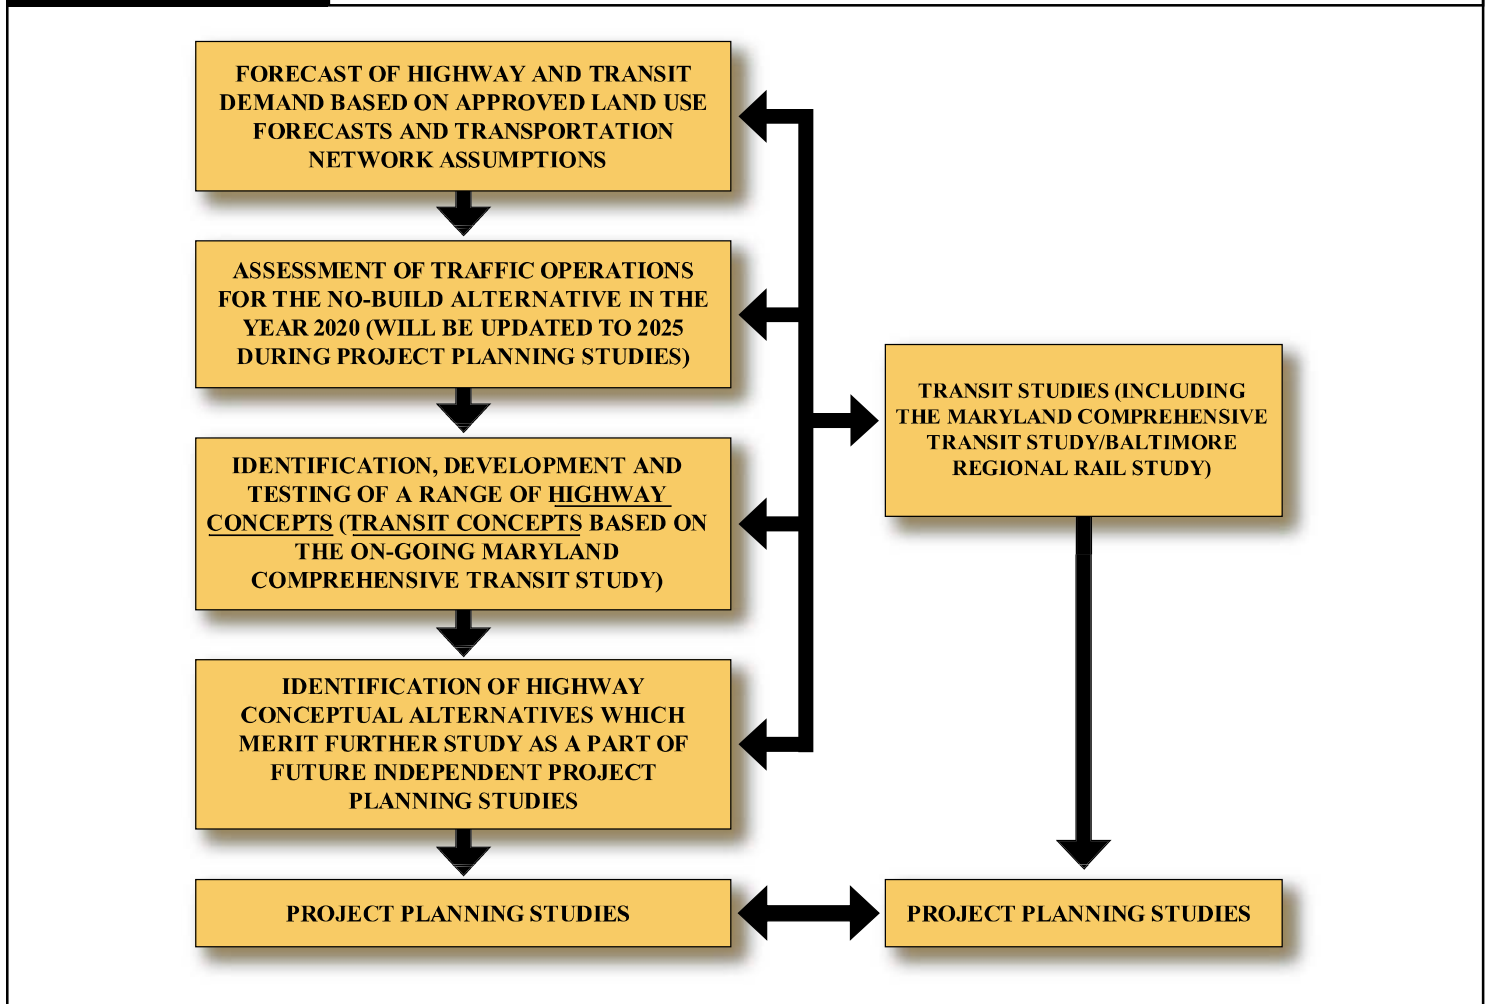 FORECAST OF HIGHWAY AND TRANSIT
DEMAND BASED ON APPROVED LAND USE
FORECASTS AND TRANSPORTATION
NETWORK ASSUMPTIONS
ASSESSMENT OF TRAFFIC OPERATIONS
FOR THE NO-BUILD ALTERNATIVE IN THE
YEAR 2020 (WILL BE UPDATED TO 2025
DURING PROJECT PLANNING STUDIES)
IDENTIFICATION, DEVELOPMENT AND
TESTING OF A RANGE OF HIGHWAY
CONCEPTS (TRANSIT CONCEPTS BASED ON
THE ON-GOING MARYLAND
COMPREHENSIVE TRANSIT STUDY)
IDENTIFICATION OF HIGHWAY
CONCEPTUAL ALTERNATIVES WHICH
MERIT FURTHER STUDY AS A PART OF
FUTURE INDEPENDENT PROJECT
PLANNING STUDIES
PROJECT PLANNING STUDIES
TRANSIT STUDIES (INCLUDING
THE MARYLAND COMPREHENSIVE
TRANSIT STUDY/BALTIMORE
REGIONAL RAIL STUDY)
PROJECT PLANNING STUDIES